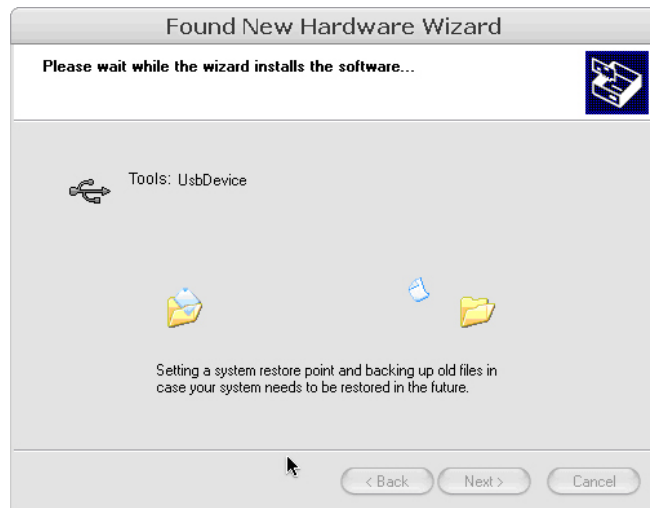 Found New Hardware Wizard
Please wait while the wizard installs the software...
Tools: UsbDevice
Setting a system restore point and backing up old files in
case your system needs to be restored in the future.
< Back Next > Cancel